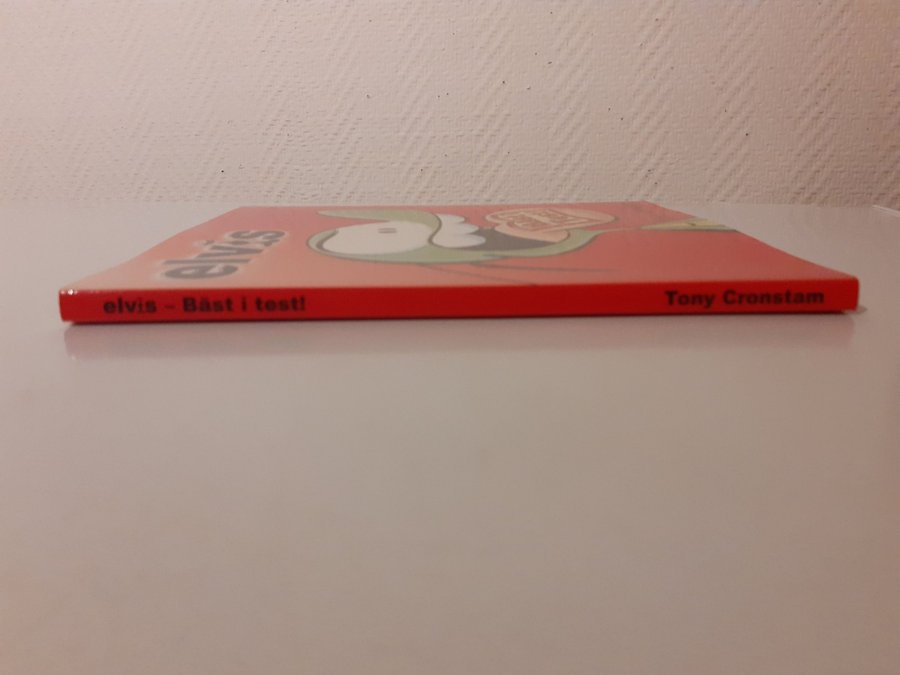 elvis
elvis – Bäst i test!
Tony Cronstam